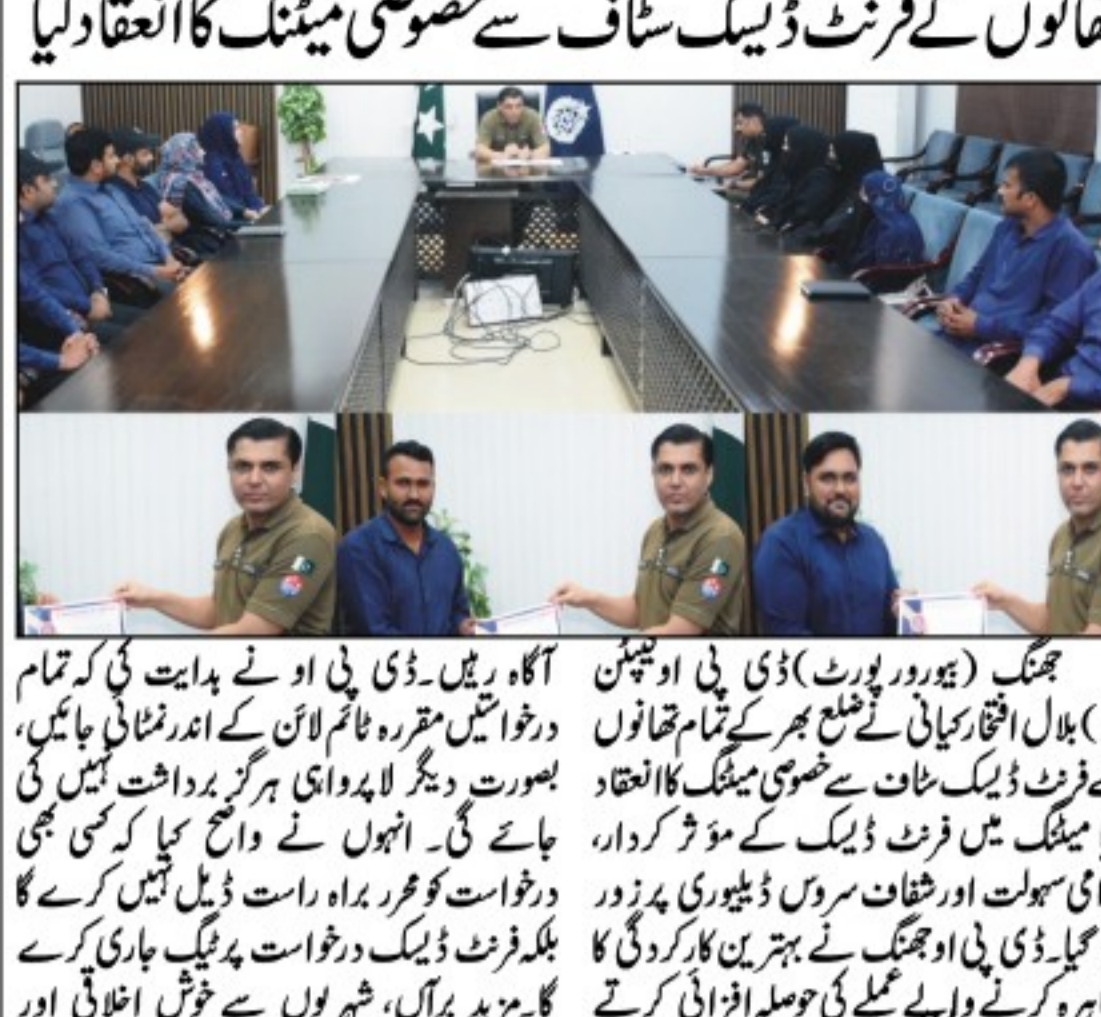 تھانوں کے فرنٹ ڈیسک سٹاف سے خصوصی میٹنگ کا انعقاد کیا
جھنگ (بیورورپورٹ) ڈی پی او کیپٹن
) بلال افتخار کیانی نے ضلع بھر کے تمام تھانوں
کے فرنٹ ڈیسک سٹاف سے خصوصی میٹنگ کا انعقاد
میٹنگ میں فرنٹ ڈیسک کے مؤثر کردار،
سہولت اور شفاف سروس ڈیلیوری پر زور
گیا۔ ڈی پی او جھنگ نے بہترین کارکردگی کا
کرنے والے عملے کی حوصلہ افزائی کرتے
آگاہ رہیں۔ ڈی پی او نے ہدایت کی کہ تمام
درخواستیں مقررہ ٹائم لائن کے اندر نمٹائی جائیں،
بصورت دیگر لاپرواہی ہرگز برداشت نہیں کی
جائے گی۔ انہوں نے واضح کیا کہ کسی بھی
درخواست کو محرر براہ راست ڈیل نہیں کرے گا
بلکہ فرنٹ ڈیسک درخواست پر ٹیگ جاری کرے
گا۔ مزید برآں، شہریوں سے خوش اخلاقی اور